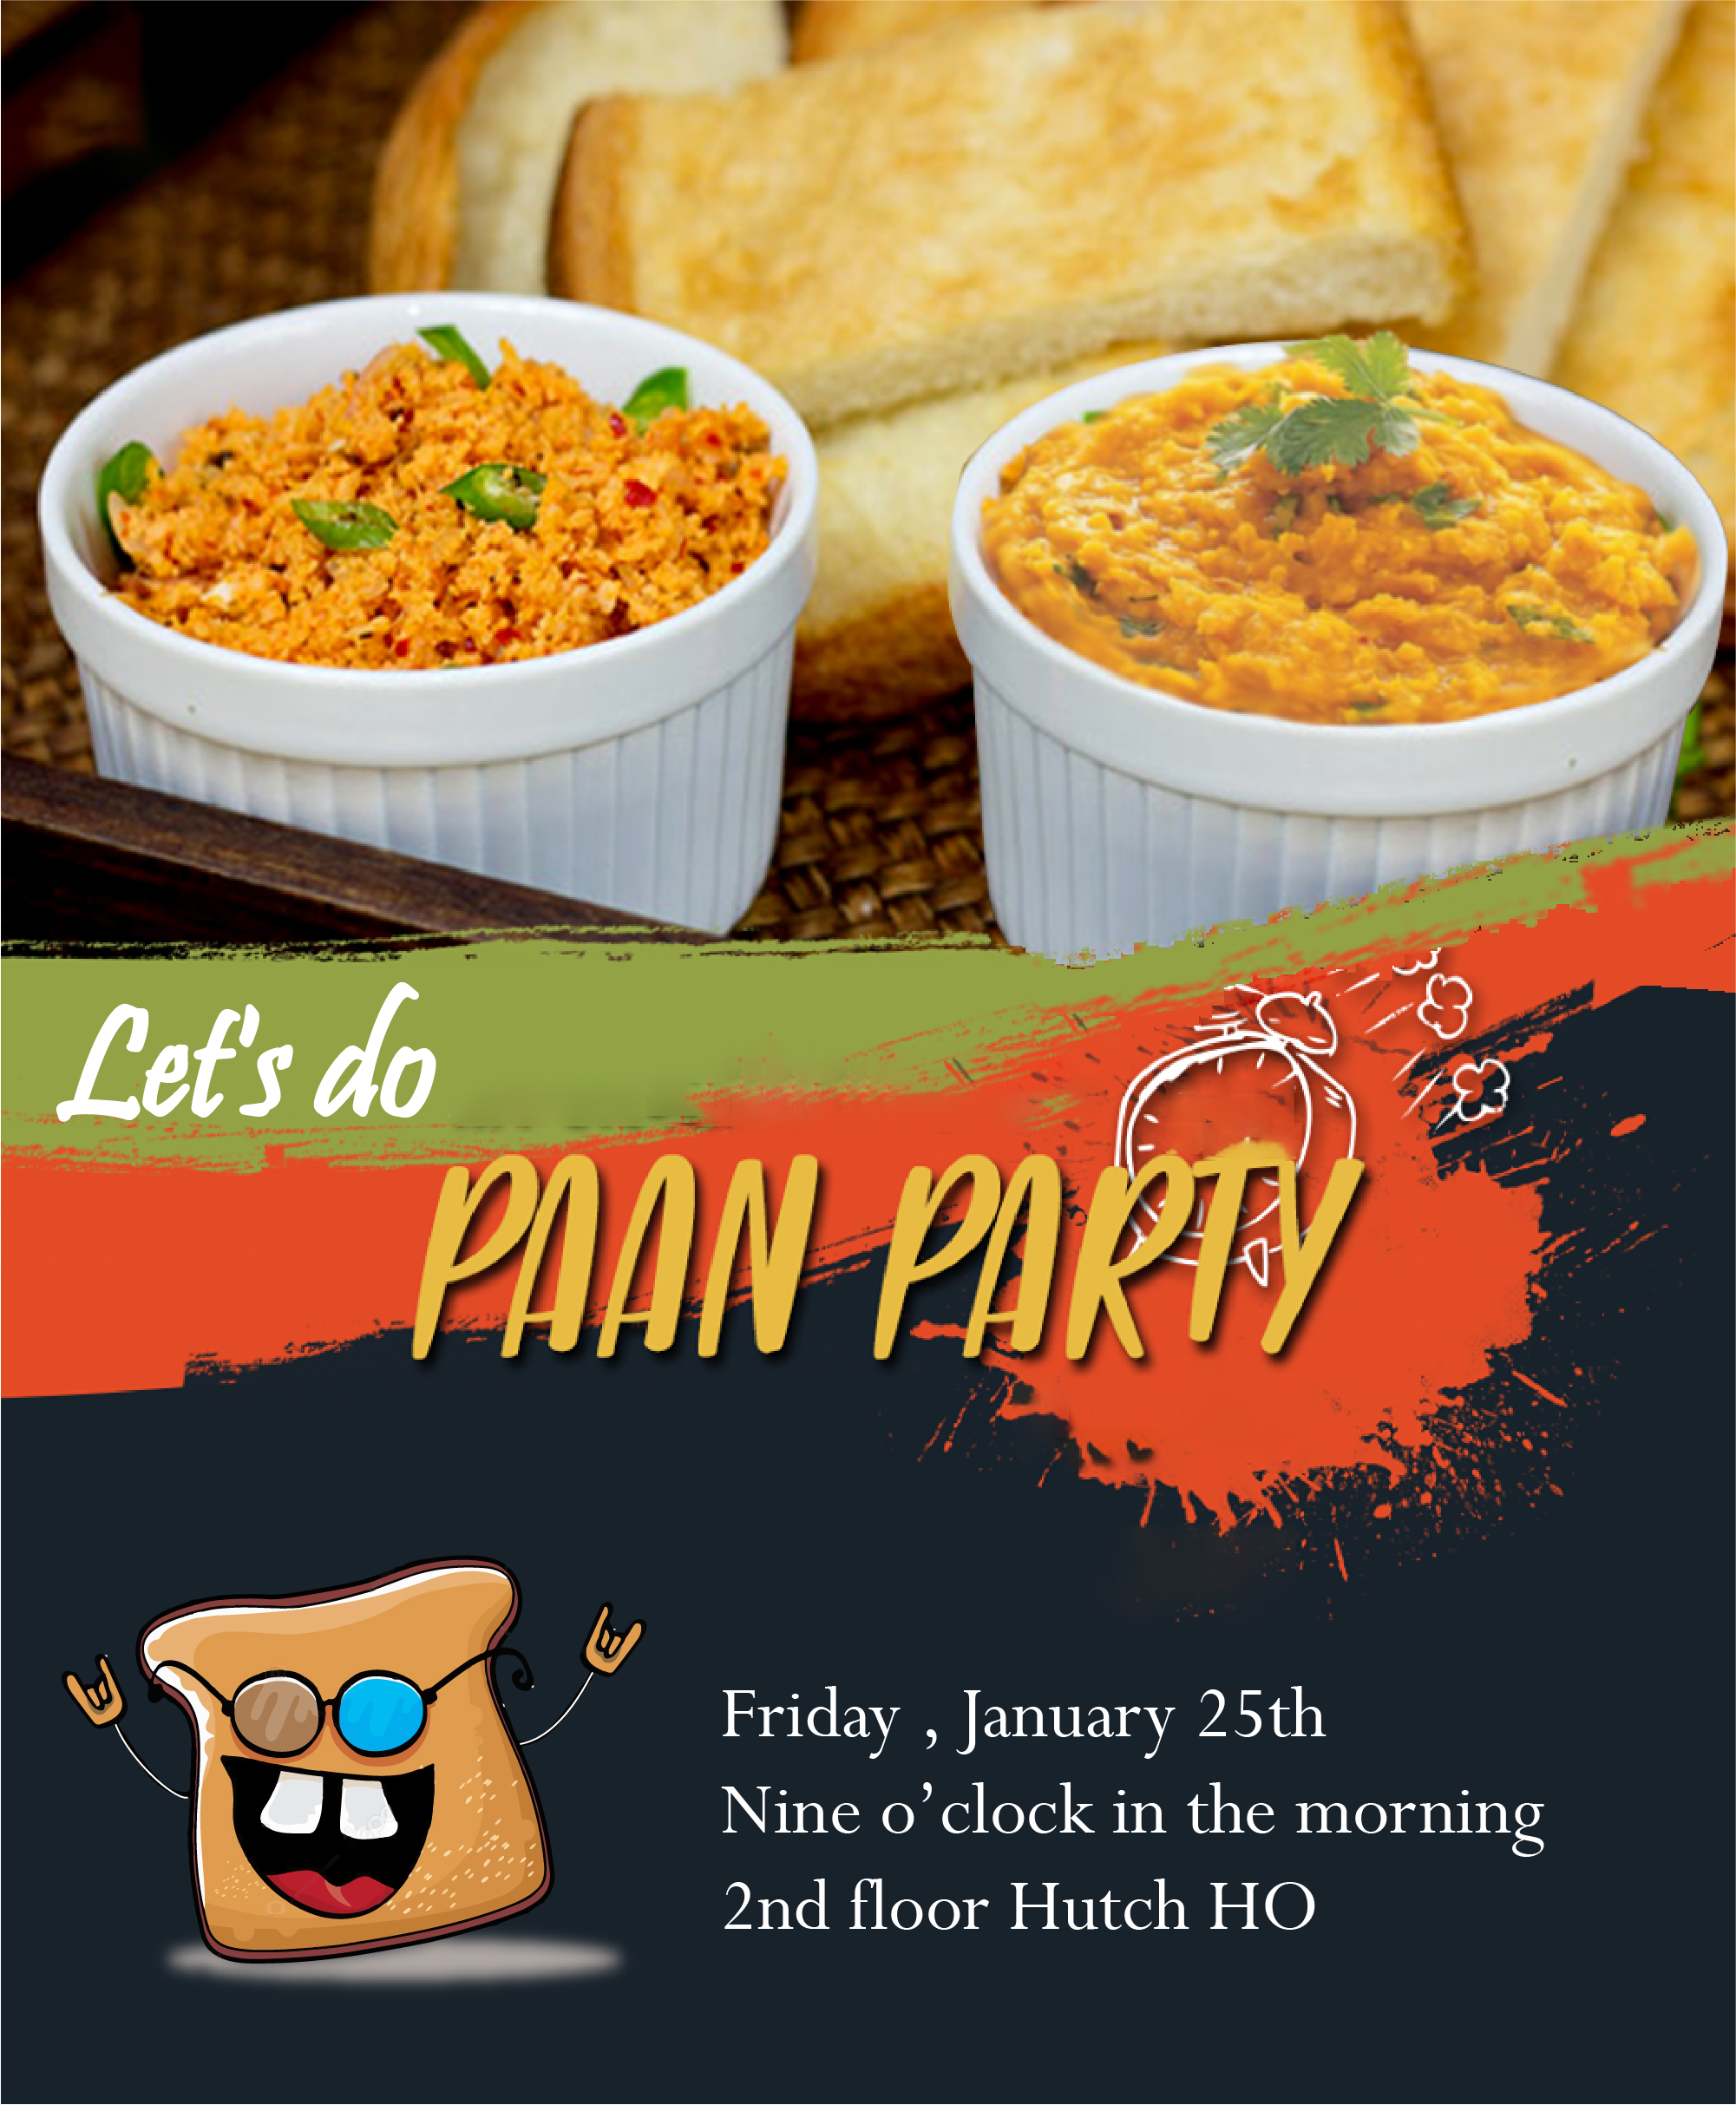 Let's do
PAAN PARTY
Friday , January 25th
Nine o’clock in the morning
2nd floor Hutch HO